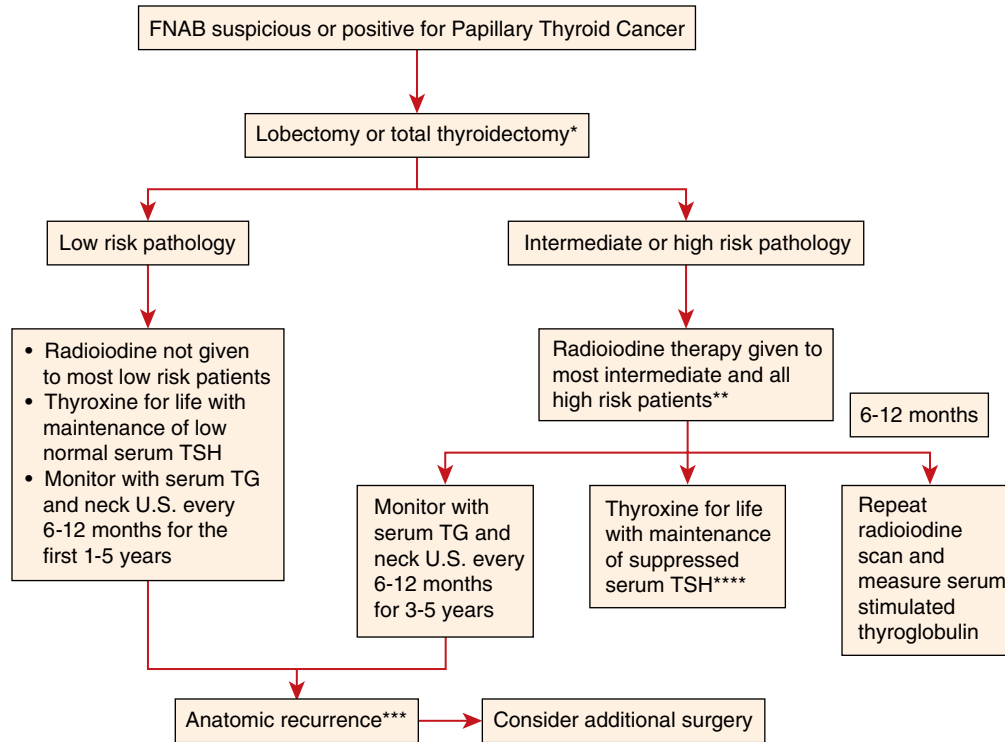 FNAB suspicious or positive for Papillary Thyroid Cancer
Lobectomy or total thyroidectomy*
Low risk pathology
Intermediate or high risk pathology
• Radioiodine not given
to most low risk patients
• Thyroxine for life with
maintenance of low
normal serum TSH
• Monitor with serum TG
and neck U.S. every
6-12 months for the
first 1-5 years
Radioiodine therapy given to
most intermediate and all
high risk patients**
6-12 months
Monitor with
serum TG and
neck U.S. every
6-12 months
for 3-5 years
Thyroxine for life
with maintenance
of suppressed
serum TSH****
Repeat
radioiodine
scan and
measure serum
stimulated
thyroglobulin
Anatomic recurrence***
Consider additional surgery